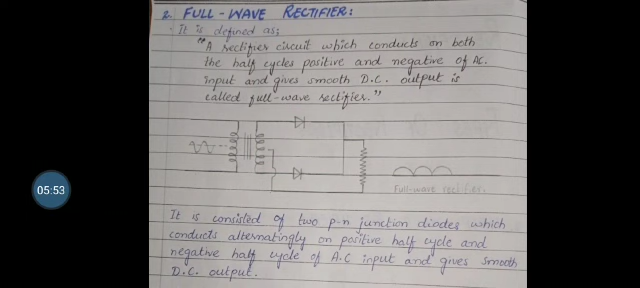 2. FULL-WAVE RECTIFIER:
It is defined as;
"A rectifier circuit which conducts on both
the half cycles positive and negative of AC.
input and gives smooth D.C. output is
called full-wave rectifier."
05:53
Full-wave rectifier.
It is consisted of two p-n junction diodes which
conducts alternatingly on positive half cycle and
negative half cycle of A.C input and gives smooth
D.C. output.